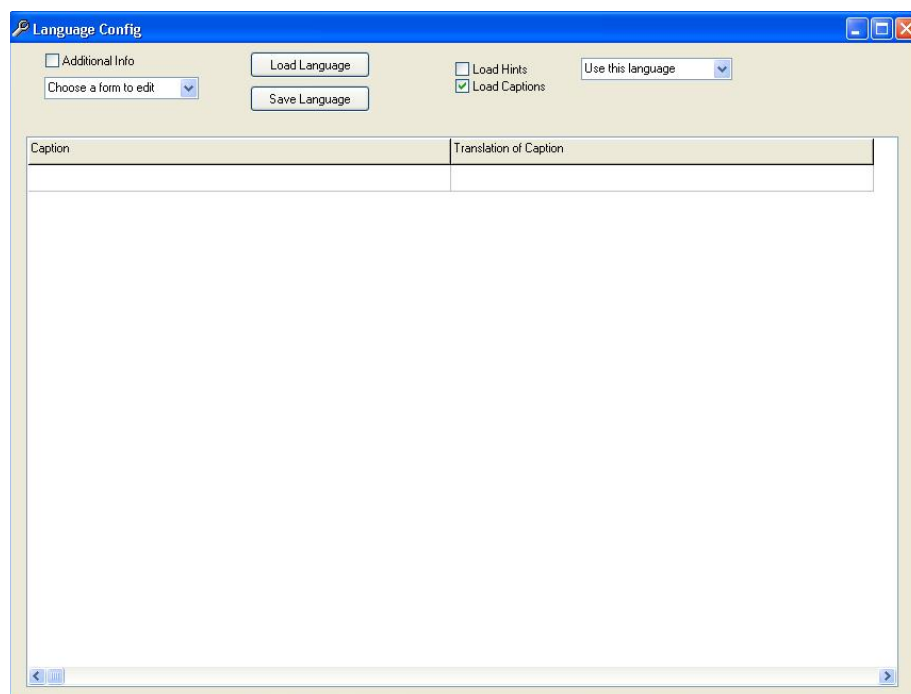 Language Config
Additional Info
Load Language
Load Hints
Use this language
Choose a form to edit
Save Language
Load Captions
Caption
Translation of Caption